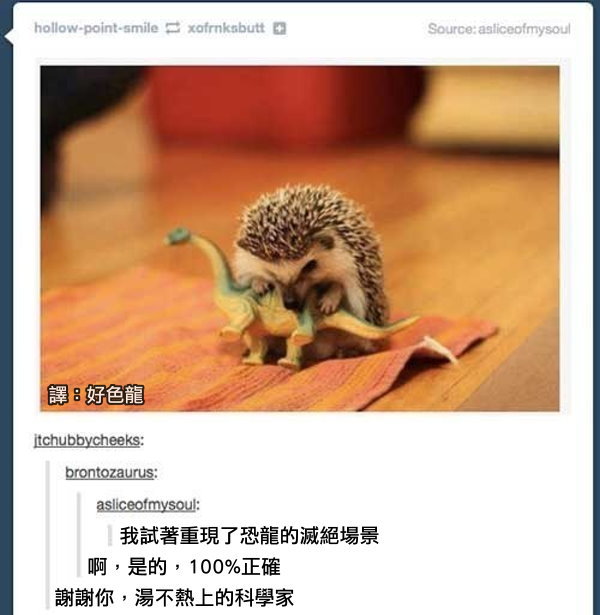 hollow-point-smile xofrnksbutt
Source: asliceofmysoul
譯：好色龍
jtchubbycheeks:
brontozaurus:
asliceofmysoul:
我試著重現了恐龍的滅絕場景
啊，是的，100%正確
謝謝你，湯不熱上的科學家